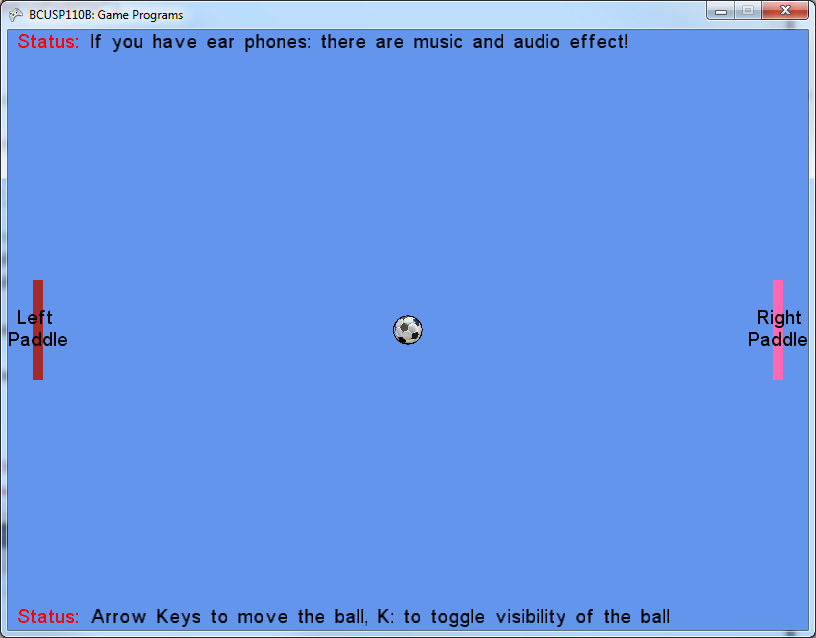 BCUSP110B: Game Programs
Status: If you have ear phones: there are music and audio effect!
Left
Paddle
Right
Paddle
Status: Arrow Keys to move the ball, K: to toggle visibility of the ball